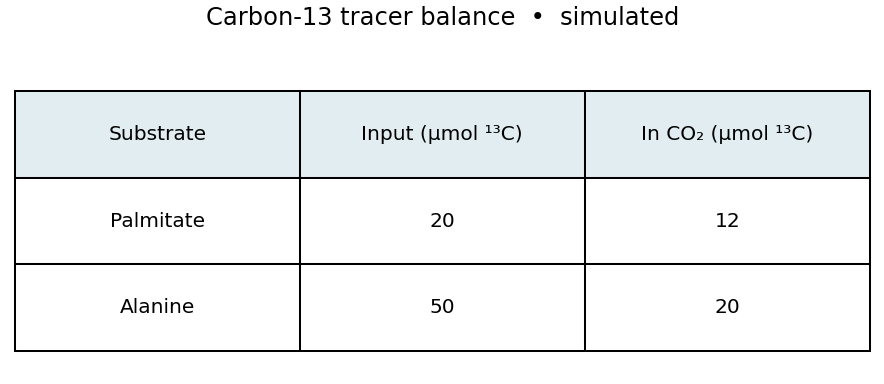 Carbon-13 tracer balance • simulated
Substrate Input (µmol ¹³C) In CO₂ (µmol ¹³C)
Palmitate 20 12
Alanine 50 20